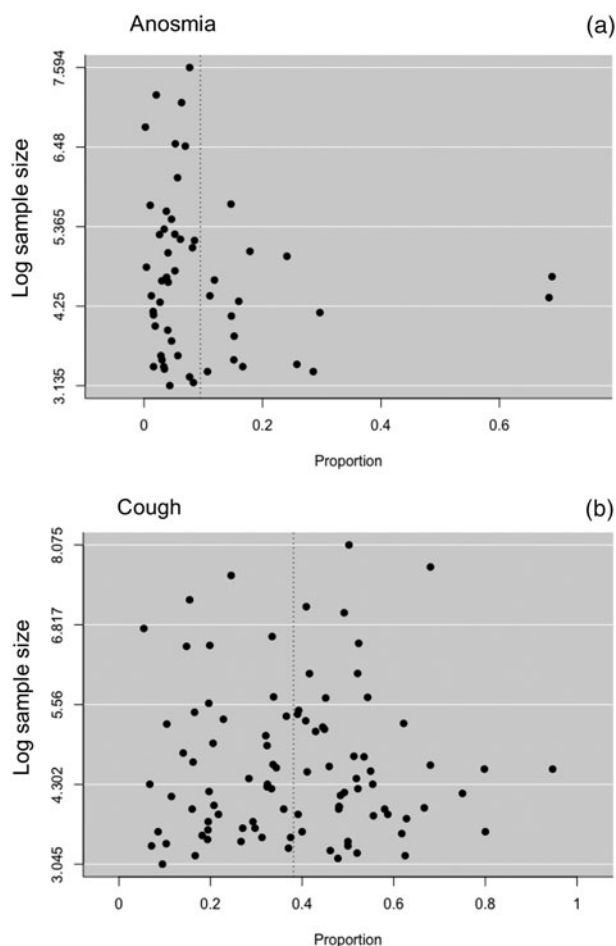 Anosmia (a)
Log sample size
7.594
6.48
5.365
4.25
3.135
0 0.2 0.4 0.6
Proportion
Cough (b)
Log sample size
8.075
6.817
5.56
4.302
3.045
0 0.2 0.4 0.6 0.8 1
Proportion